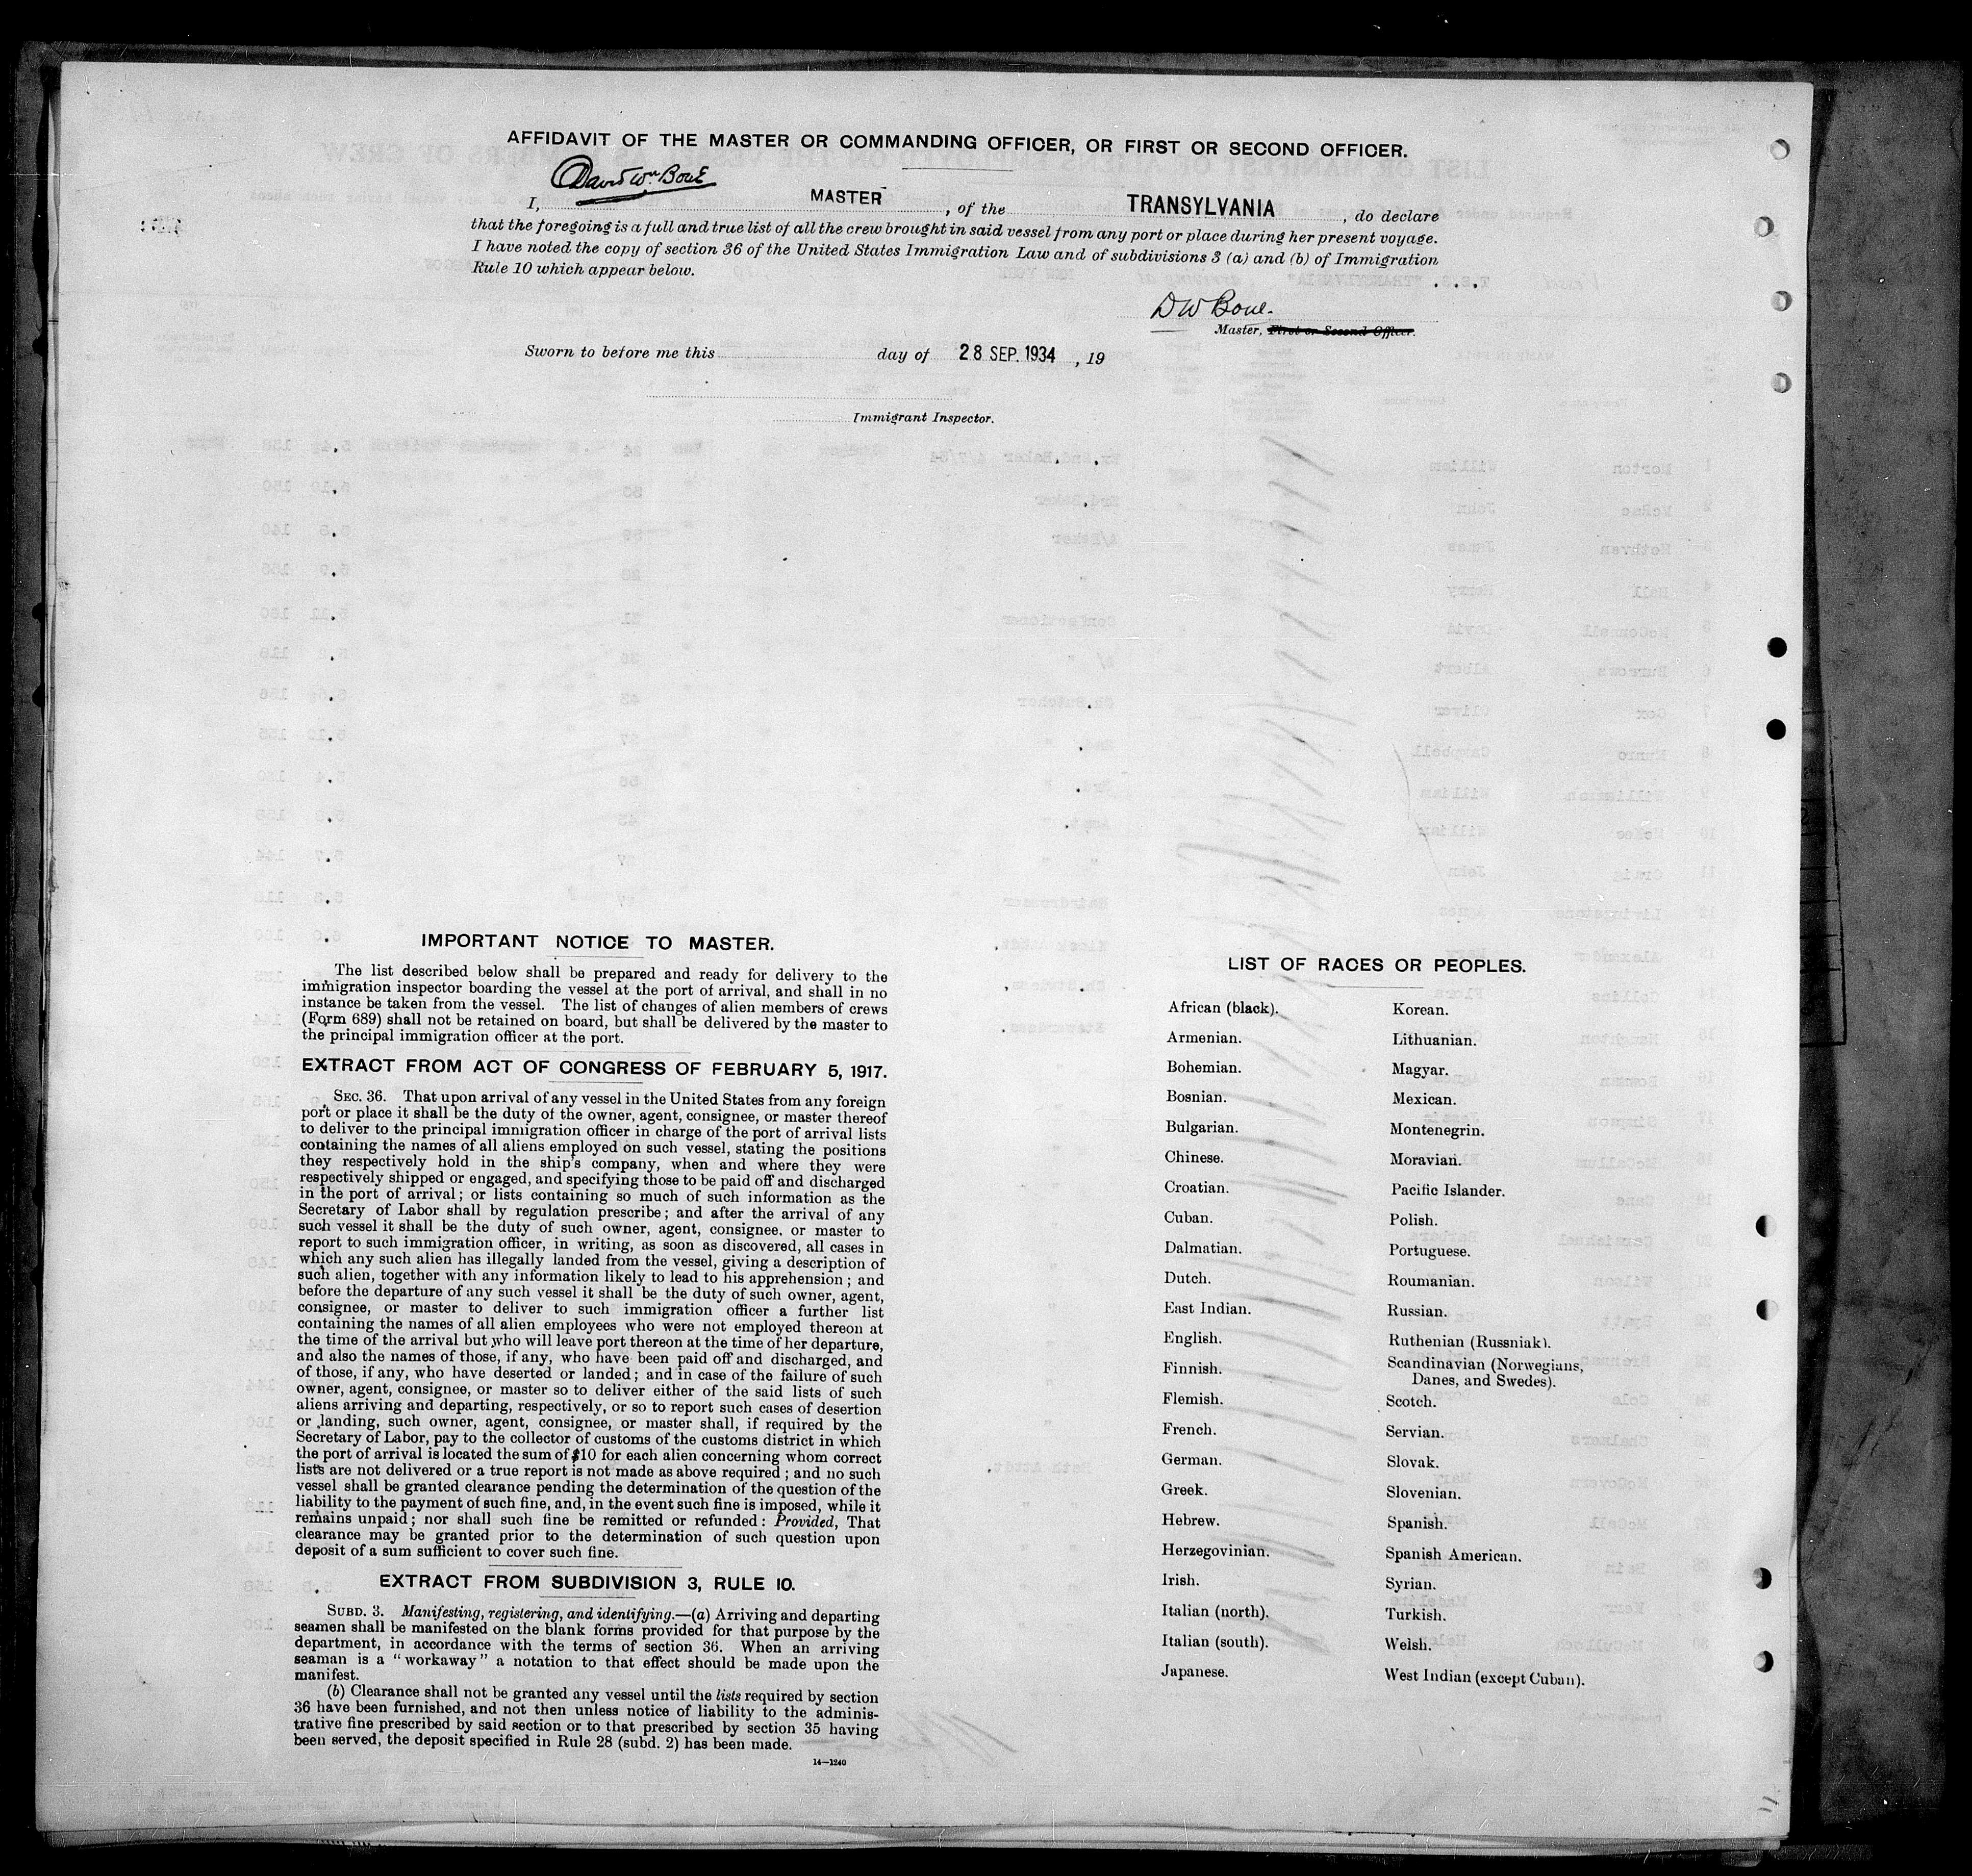 AFFIDAVIT OF THE MASTER OR COMMANDING OFFICER, OR FIRST OR SECOND OFFICER.
David Wm Bone
I, MASTER, of the TRANSYLVANIA, do declare
that the foregoing is a full and true list of all the crew brought in said vessel from any port or place during her present voyage.
I have noted the copy of section 36 of the United States Immigration Law and of subdivisions 3 (a) and (b) of Immigration
Rule 10 which appear below.
DW Bone.
Master, First or Second Officer.
Sworn to before me this day of 28 SEP. 1934, 19
Immigrant Inspector.
IMPORTANT NOTICE TO MASTER.
The list described below shall be prepared and ready for delivery to the
immigration inspector boarding the vessel at the port of arrival, and shall in no
instance be taken from the vessel. The list of changes of alien members of crews
(Form 689) shall not be retained on board, but shall be delivered by the master to
the principal immigration officer at the port.
EXTRACT FROM ACT OF CONGRESS OF FEBRUARY 5, 1917.
SEC. 36. That upon arrival of any vessel in the United States from any foreign
port or place it shall be the duty of the owner, agent, consignee, or master thereof
to deliver to the principal immigration officer in charge of the port of arrival lists
containing the names of all aliens employed on such vessel, stating the positions
they respectively hold in the ship's company, when and where they were
respectively shipped or engaged, and specifying those to be paid off and discharged
in the port of arrival; or lists containing so much of such information as the
Secretary of Labor shall by regulation prescribe; and after the arrival of any
such vessel it shall be the duty of such owner, agent, consignee, or master to
report to such immigration officer, in writing, as soon as discovered, all cases in
which any such alien has illegally landed from the vessel, giving a description of
such alien, together with any information likely to lead to his apprehension; and
before the departure of any such vessel it shall be the duty of such owner, agent,
consignee, or master to deliver to such immigration officer a further list
containing the names of all alien employees who were not employed thereon at
the time of the arrival but who will leave port thereon at the time of her departure,
and also the names of those, if any, who have been paid off and discharged, and
of those, if any, who have deserted or landed; and in case of the failure of such
owner, agent, consignee, or master so to deliver either of the said lists of such
aliens arriving and departing, respectively, or so to report such cases of desertion
or landing, such owner, agent, consignee, or master shall, if required by the
Secretary of Labor, pay to the collector of customs of the customs district in which
the port of arrival is located the sum of $10 for each alien concerning whom correct
lists are not delivered or a true report is not made as above required; and no such
vessel shall be granted clearance pending the determination of the question of the
liability to the payment of such fine, and, in the event such fine is imposed, while it
remains unpaid; nor shall such fine be remitted or refunded: Provided, That
clearance may be granted prior to the determination of such question upon
deposit of a sum sufficient to cover such fine.
EXTRACT FROM SUBDIVISION 3, RULE 10.
SUBD. 3. Manifesting, registering, and identifying.—(a) Arriving and departing
seamen shall be manifested on the blank forms provided for that purpose by the
department, in accordance with the terms of section 36. When an arriving
seaman is a "workaway" a notation to that effect should be made upon the
manifest.
(b) Clearance shall not be granted any vessel until the lists required by section
36 have been furnished, and not then unless notice of liability to the adminis-
trative fine prescribed by said section or to that prescribed by section 35 having
been served, the deposit specified in Rule 28 (subd. 2) has been made.
14—1240
LIST OF RACES OR PEOPLES.
African (black).
Armenian.
Bohemian.
Bosnian.
Bulgarian.
Chinese.
Croatian.
Cuban.
Dalmatian.
Dutch.
East Indian.
English.
Finnish.
Flemish.
French.
German.
Greek.
Hebrew.
Herzegovinian.
Irish.
Italian (north).
Italian (south).
Japanese.
Korean.
Lithuanian.
Magyar.
Mexican.
Montenegrin.
Moravian.
Pacific Islander.
Polish.
Portuguese.
Roumanian.
Russian.
Ruthenian (Russniak).
Scandinavian (Norwegians,
Danes, and Swedes).
Scotch.
Servian.
Slovak.
Slovenian.
Spanish.
Spanish American.
Syrian.
Turkish.
Welsh.
West Indian (except Cuban).